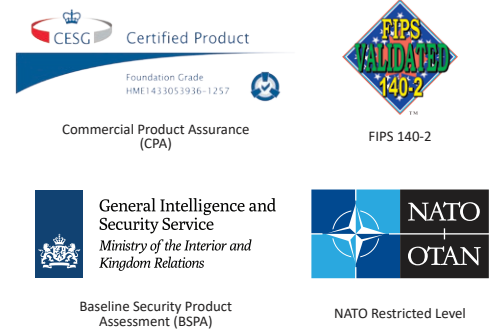 CESG
Certified Product
Foundation Grade
HME1433053936-1257
Commercial Product Assurance
(CPA)
FIPS
VALIDATED
140-2
TM
FIPS 140-2
General Intelligence and
Security Service
Ministry of the Interior and
Kingdom Relations
Baseline Security Product
Assessment (BSPA)
NATO
OTAN
NATO Restricted Level